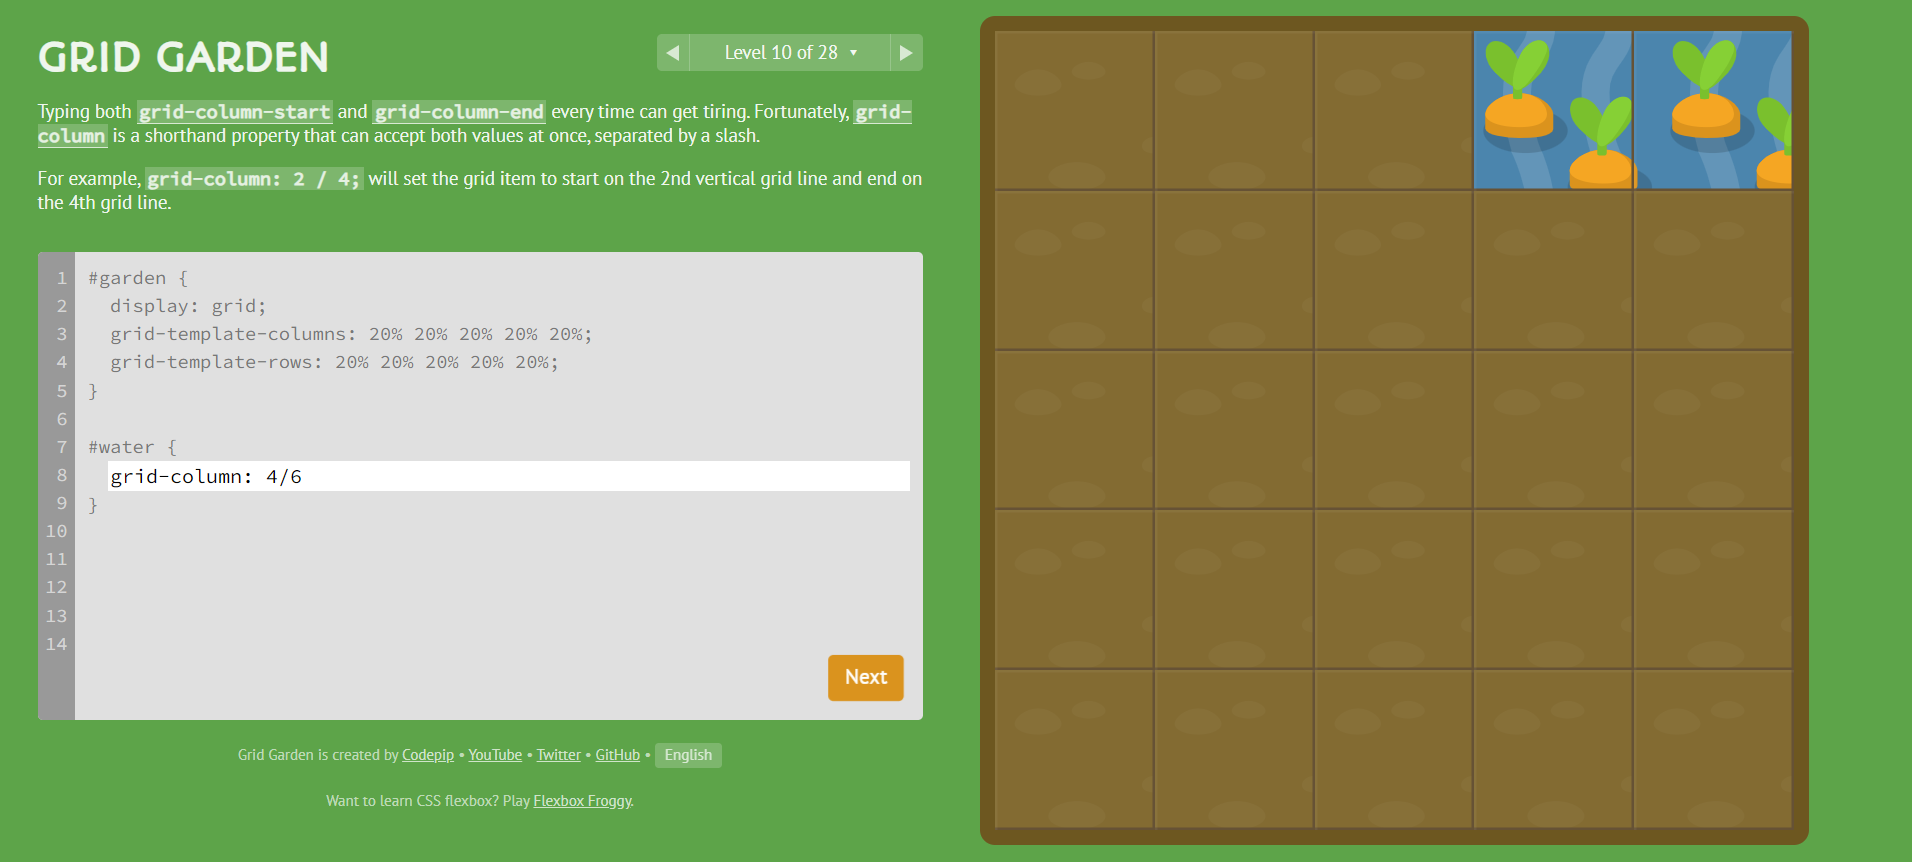 GRID GARDEN
Level 10 of 28 ▾
Typing both grid-column-start and grid-column-end every time can get tiring. Fortunately, grid-
column is a shorthand property that can accept both values at once, separated by a slash.
For example, grid-column: 2 / 4; will set the grid item to start on the 2nd vertical grid line and end on
the 4th grid line.
1 #garden {
2 display: grid;
3 grid-template-columns: 20% 20% 20% 20% 20%;
4 grid-template-rows: 20% 20% 20% 20% 20%;
5 }
6
7 #water {
8 grid-column: 4/6
9 }
10
11
12
13
14
Next
Grid Garden is created by Codepip • YouTube • Twitter • GitHub • English
Want to learn CSS flexbox? Play Flexbox Froggy.